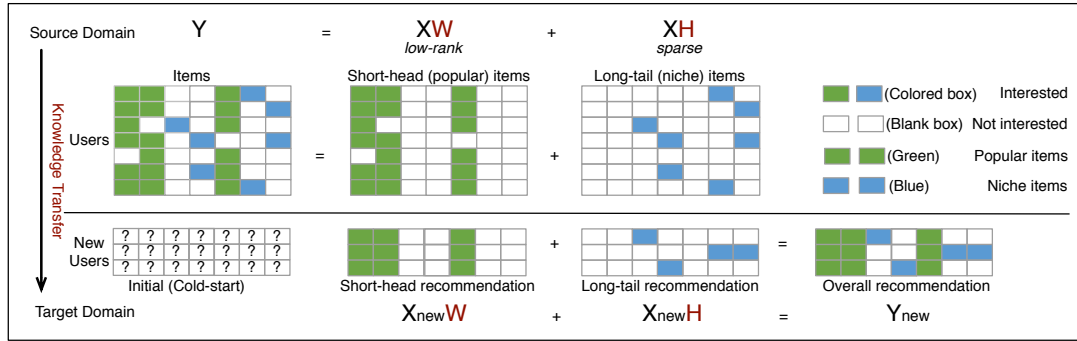 Source Domain Y = XW + XH
low-rank sparse
Items Short-head (popular) items Long-tail (niche) items
(Colored box) Interested
(Blank box) Not interested
Users = +
(Green) Popular items
(Blue) Niche items
Knowledge Transfer
New Users ? ? ? ? ? ? ? + =
? ? ? ? ? ? ?
? ? ? ? ? ? ?
Initial (Cold-start) Short-head recommendation Long-tail recommendation Overall recommendation
Target Domain XnewW + XnewH = Ynew